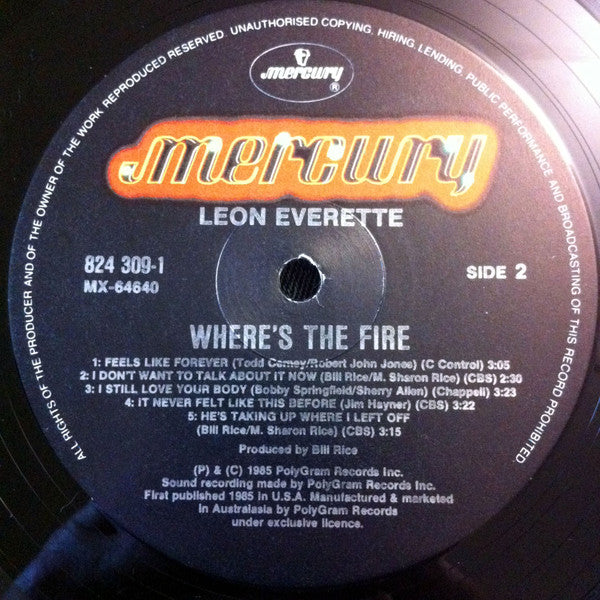 ALL RIGHTS OF THE PRODUCER AND OF THE OWNER OF THE WORK REPRODUCED RESERVED. UNAUTHORISED COPYING, HIRING, LENDING, PUBLIC PERFORMANCE AND BROADCASTING OF THIS RECORD PROHIBITED
mercury ®
mercury
LEON EVERETTE
824 309-1
MX-64640
SIDE 2
WHERE'S THE FIRE
1: FEELS LIKE FOREVER (Todd Cerney/Robert John Jones) (C Control) 3:05
2: I DON'T WANT TO TALK ABOUT IT NOW (Bill Rice/M. Sharon Rice) (CBS) 2:30
3: I STILL LOVE YOUR BODY (Bobby Springfield/Sherry Allen) (Chappell) 3:23
4: IT NEVER FELT LIKE THIS BEFORE (Jim Hayner) (CBS) 3:22
5: HE'S TAKING UP WHERE I LEFT OFF
(Bill Rice/M. Sharon Rice) (CBS) 3:15
Produced by Bill Rice
(P) & (C) 1985 PolyGram Records Inc.
Sound recording made by PolyGram Records Inc.
First published 1985 in U.S.A. Manufactured & marketed
in Australasia by PolyGram Records
under exclusive licence.